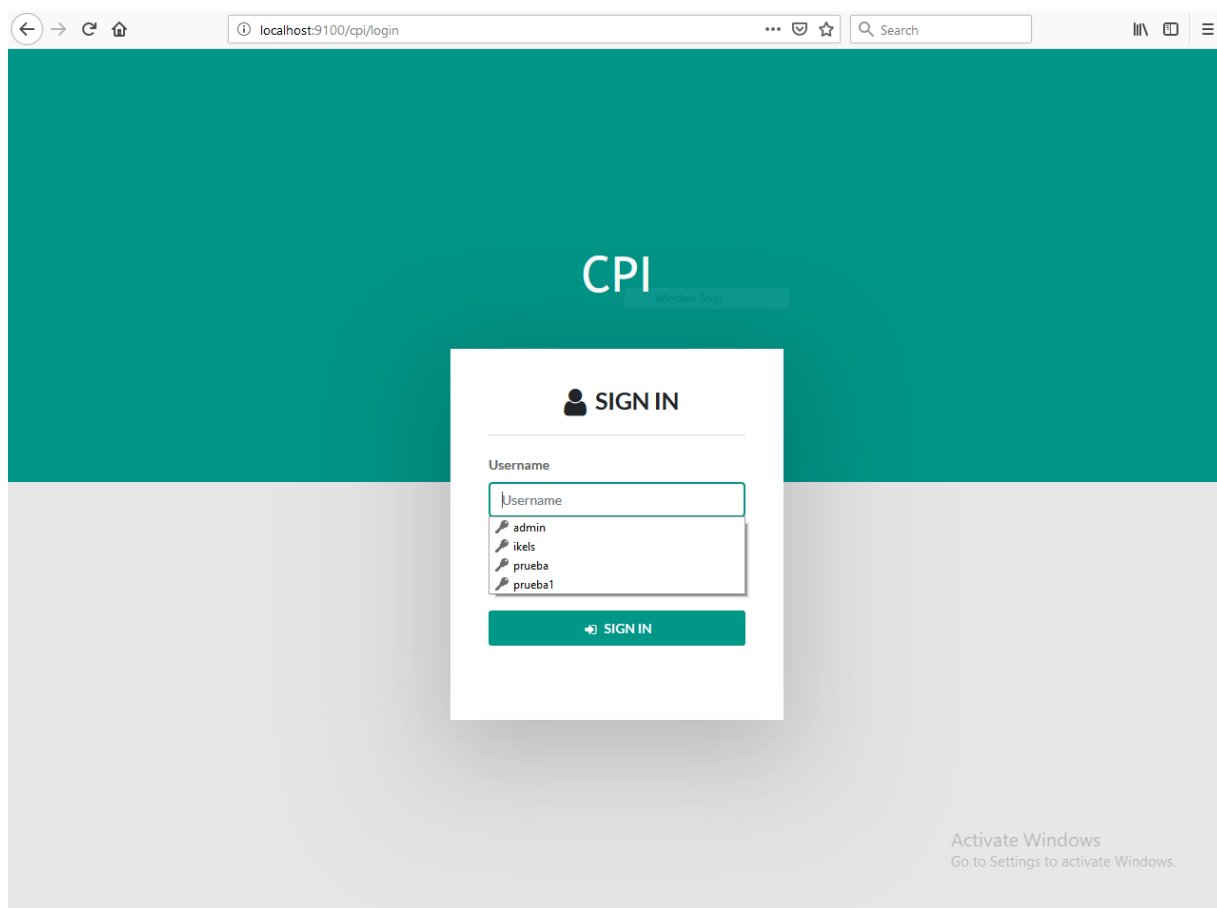 localhost:9100/cpi/login
Search
CPI
Window Snip
SIGN IN
Username
Username
admin
ikels
prueba
prueba1
SIGN IN
Activate Windows
Go to Settings to activate Windows.